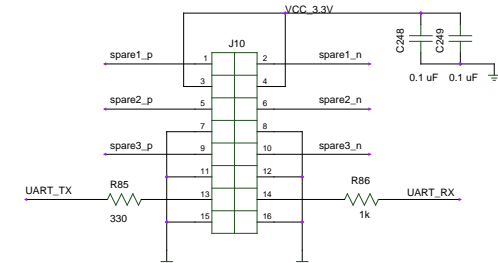 VCC_3.3V
J10
C248
C249
spare1_p
1
2
spare1_n
3
4
0.1 uF
0.1 uF
spare2_p
5
6
spare2_n
7
8
spare3_p
9
10
spare3_n
11
12
UART_TX
R85
13
14
R86
UART_RX
330
1k
15
16